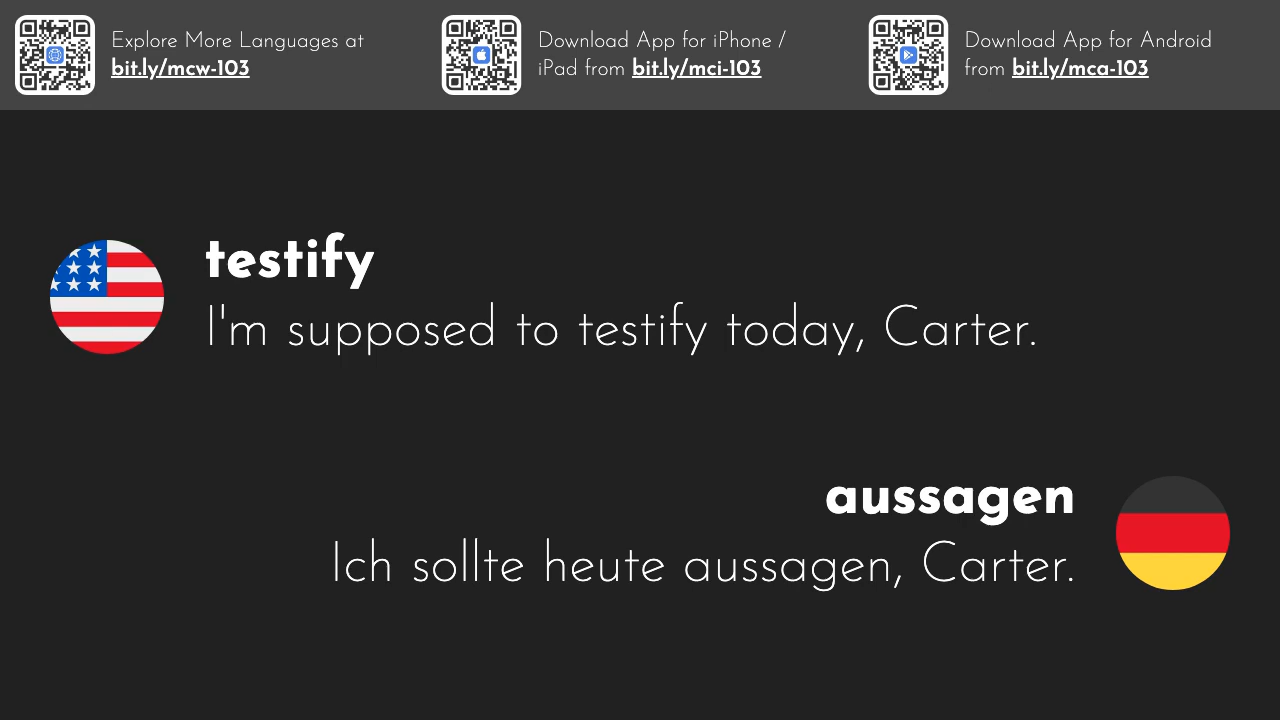 Explore More Languages at
bit.ly/mcw-103
Download App for iPhone /
iPad from bit.ly/mci-103
Download App for Android
from bit.ly/mca-103
testify
I'm supposed to testify today, Carter.
aussagen
Ich sollte heute aussagen, Carter.